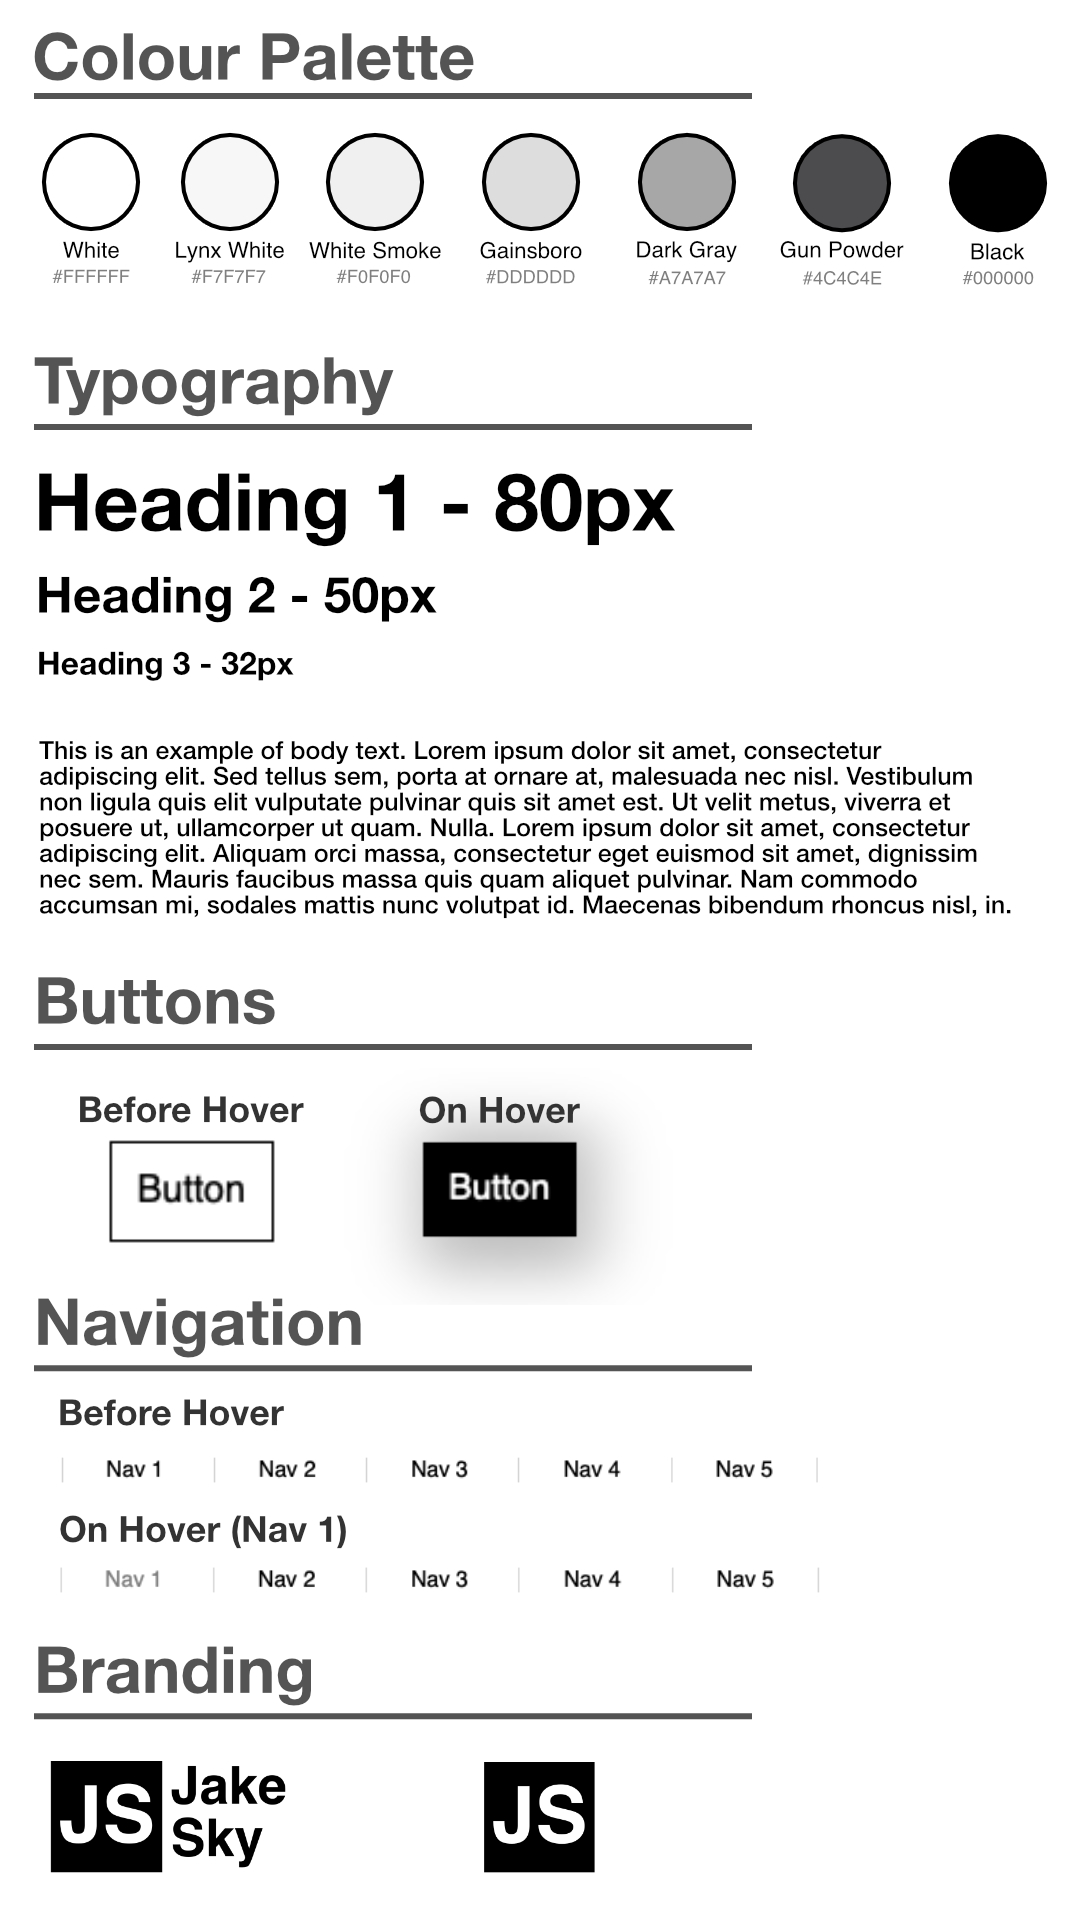 Colour Palette
White Lynx White White Smoke Gainsboro Dark Gray Gun Powder Black
#FFFFFF #F7F7F7 #F0F0F0 #DDDDDD #A7A7A7 #4C4C4E #000000
Typography
Heading 1 - 80px
Heading 2 - 50px
Heading 3 - 32px
This is an example of body text. Lorem ipsum dolor sit amet, consectetur
adipiscing elit. Sed tellus sem, porta at ornare at, malesuada nec nisl. Vestibulum
non ligula quis elit vulputate pulvinar quis sit amet est. Ut velit metus, viverra et
posuere ut, ullamcorper ut quam. Nulla. Lorem ipsum dolor sit amet, consectetur
adipiscing elit. Aliquam orci massa, consectetur eget euismod sit amet, dignissim
nec sem. Mauris faucibus massa quis quam aliquet pulvinar. Nam commodo
accumsan mi, sodales mattis nunc volutpat id. Maecenas bibendum rhoncus nisl, in.
Buttons
Before Hover On Hover
Button Button
Navigation
Before Hover
Nav 1 Nav 2 Nav 3 Nav 4 Nav 5
On Hover (Nav 1)
Nav 1 Nav 2 Nav 3 Nav 4 Nav 5
Branding
JS Jake Sky
JS